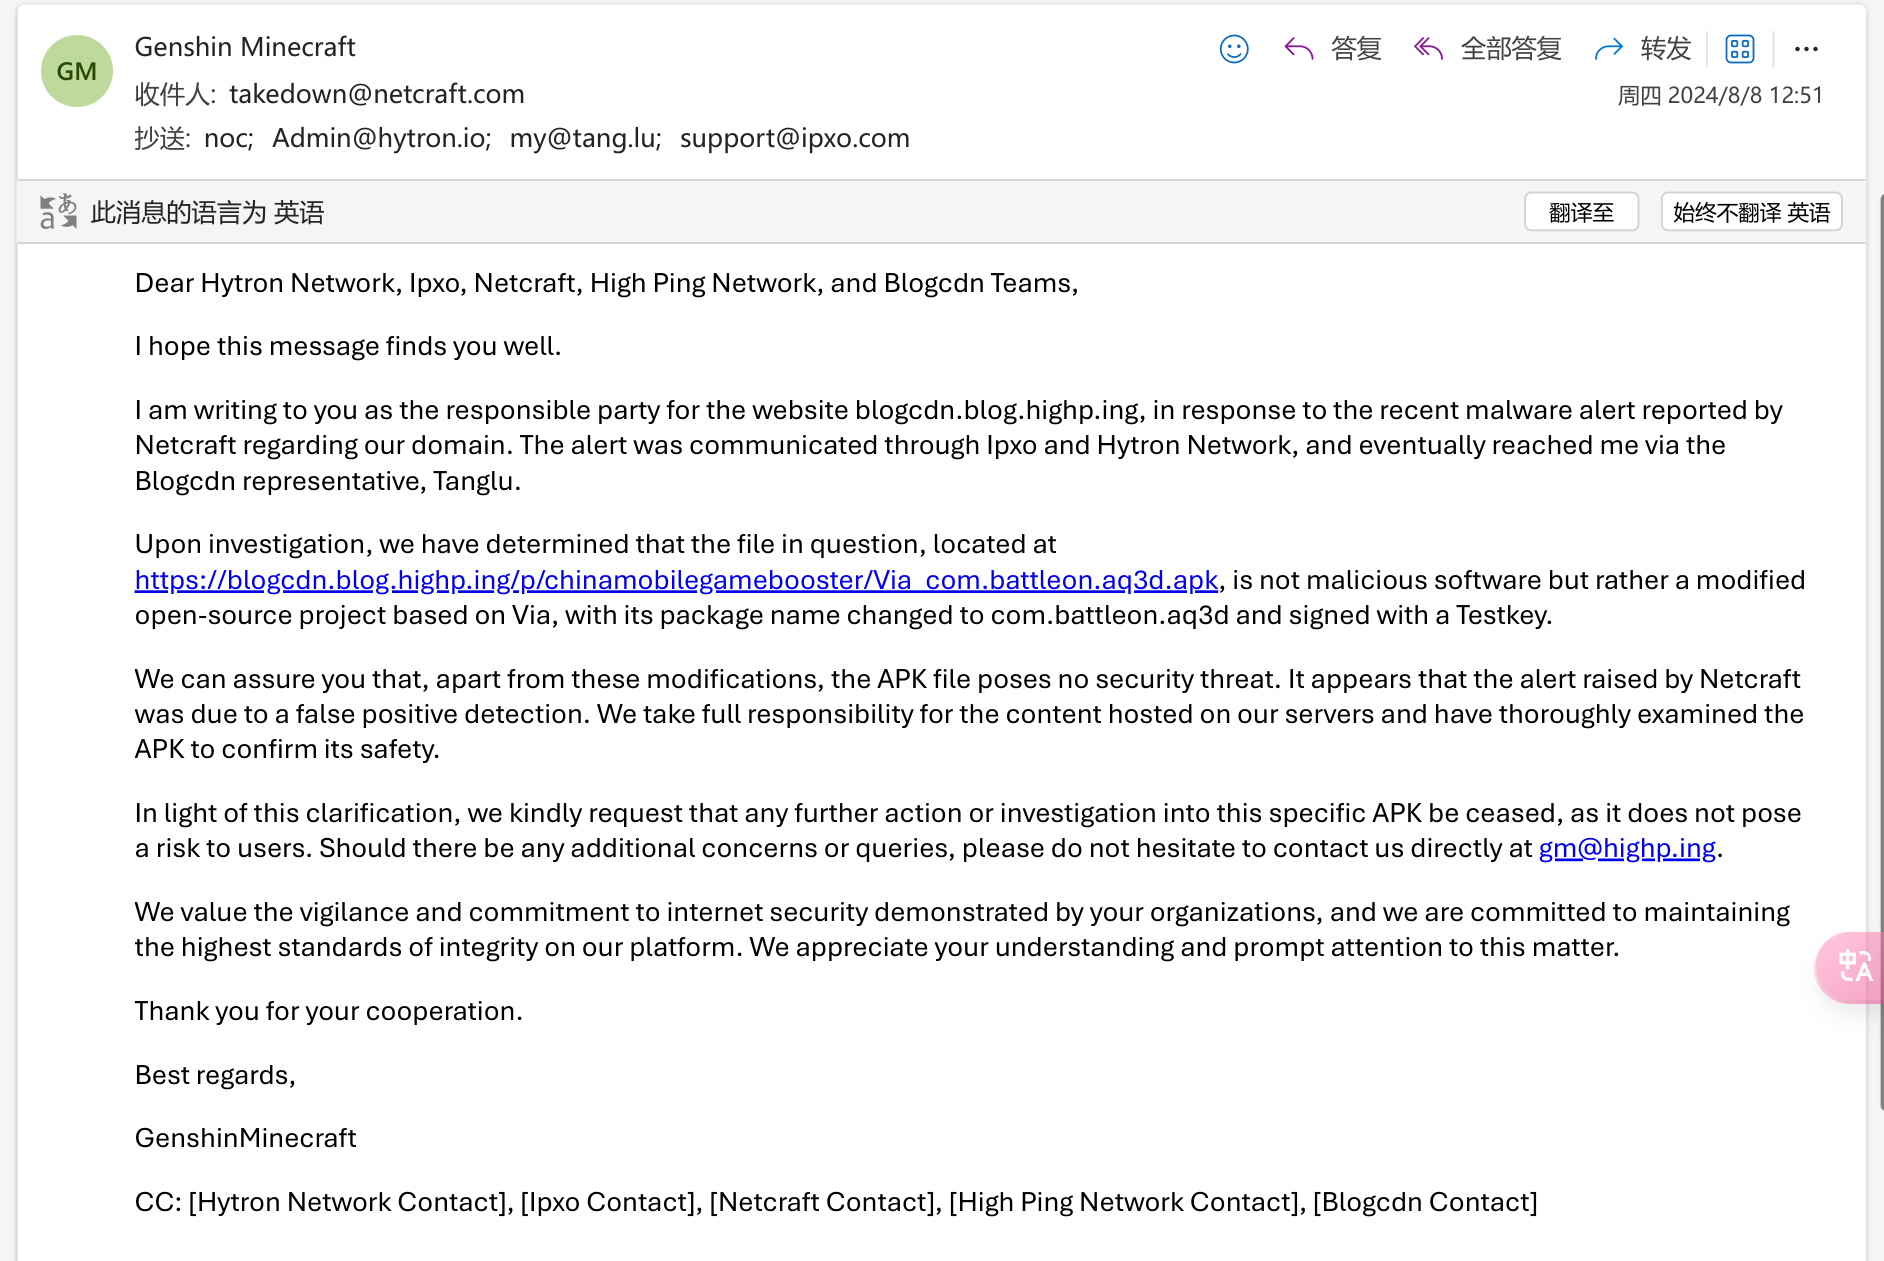 GM
Genshin Minecraft
答复 全部答复 转发
收件人: takedown@netcraft.com
周四 2024/8/8 12:51
抄送: noc; Admin@hytron.io; my@tang.lu; support@ipxo.com
aあ 此消息的语言为 英语 翻译至 始终不翻译 英语
Dear Hytron Network, Ipxo, Netcraft, High Ping Network, and Blogcdn Teams,
I hope this message finds you well.
I am writing to you as the responsible party for the website blogcdn.blog.highp.ing, in response to the recent malware alert reported by
Netcraft regarding our domain. The alert was communicated through Ipxo and Hytron Network, and eventually reached me via the
Blogcdn representative, Tanglu.
Upon investigation, we have determined that the file in question, located at
https://blogcdn.blog.highp.ing/p/chinamobilegamebooster/Via_com.battleon.aq3d.apk, is not malicious software but rather a modified
open-source project based on Via, with its package name changed to com.battleon.aq3d and signed with a Testkey.
We can assure you that, apart from these modifications, the APK file poses no security threat. It appears that the alert raised by Netcraft
was due to a false positive detection. We take full responsibility for the content hosted on our servers and have thoroughly examined the
APK to confirm its safety.
In light of this clarification, we kindly request that any further action or investigation into this specific APK be ceased, as it does not pose
a risk to users. Should there be any additional concerns or queries, please do not hesitate to contact us directly at gm@highp.ing.
We value the vigilance and commitment to internet security demonstrated by your organizations, and we are committed to maintaining
the highest standards of integrity on our platform. We appreciate your understanding and prompt attention to this matter.
中A
Thank you for your cooperation.
Best regards,
GenshinMinecraft
CC: [Hytron Network Contact], [Ipxo Contact], [Netcraft Contact], [High Ping Network Contact], [Blogcdn Contact]